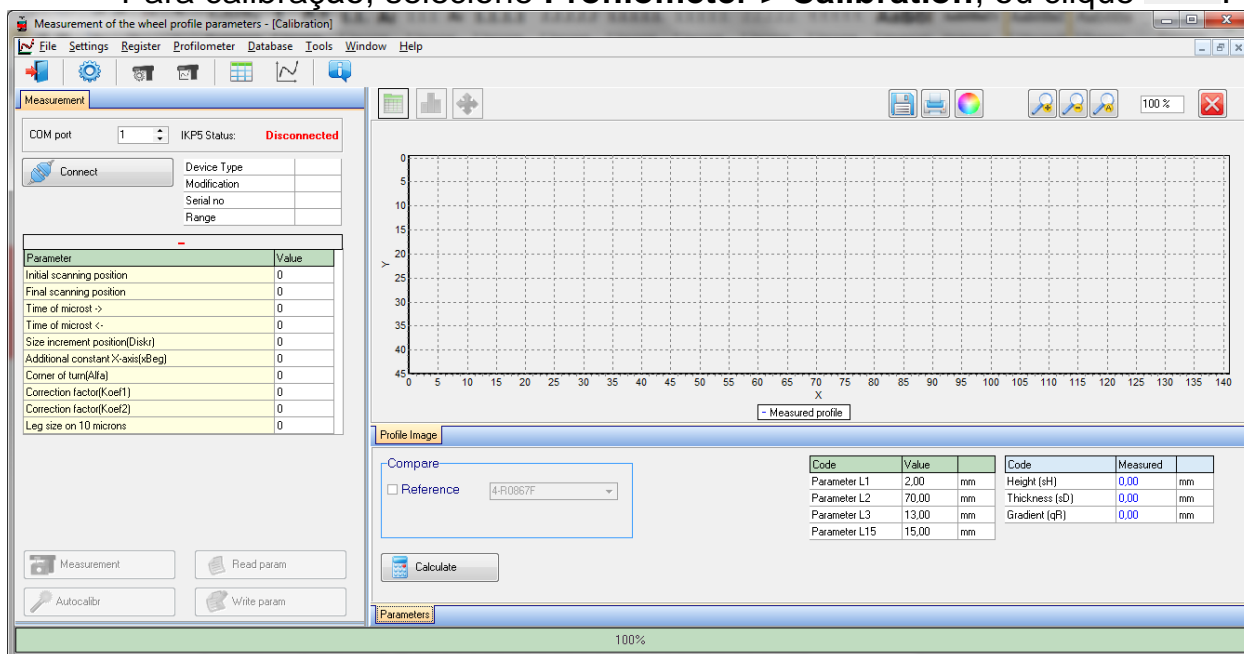 Para calibração, selecione Profilometer > Calibration, ou clique
Measurement of the wheel profile parameters - [Calibration]
File Settings Register Profilometer Database Tools Window Help
Measurement
COM port 1 IKP5 Status: Disconnected
Connect
Device Type
Modification
Serial no
Range
-
Parameter Value
Initial scanning position 0
Final scanning position 0
Time of microst -> 0
Time of microst <- 0
Size increment position(Diskr) 0
Additional constant X-axis(xBeg) 0
Corner of turn(Alfa) 0
Correction factor(Koef1) 0
Correction factor(Koef2) 0
Leg size on 10 microns 0
Measurement Read param
Autocalibr Write param
100 %
0
5
10
15
20
25
30
35
40
45
Y
0 5 10 15 20 25 30 35 40 45 50 55 60 65 70 75 80 85 90 95 100 105 110 115 120 125 130 135 140
X
- Measured profile
Profile Image
Compare
Reference 4-R0867F
Calculate
Code Value
Parameter L1 2,00 mm
Parameter L2 70,00 mm
Parameter L3 13,00 mm
Parameter L15 15,00 mm
Code Measured
Height (sH) 0,00 mm
Thickness (sD) 0,00 mm
Gradient (qR) 0,00 mm
Parameters
100%